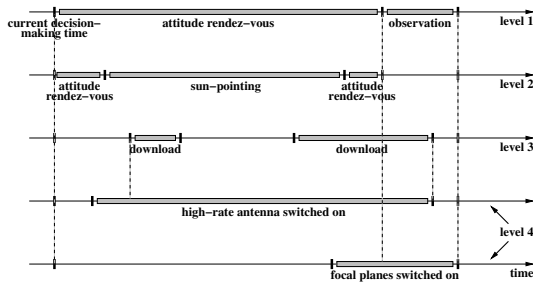 current decision-
making time
attitude rendez-vous
observation
level 1
attitude
rendez-vous
sun-pointing
attitude
rendez-vous
level 2
download
download
level 3
high-rate antenna switched on
level 4
focal planes switched on
time